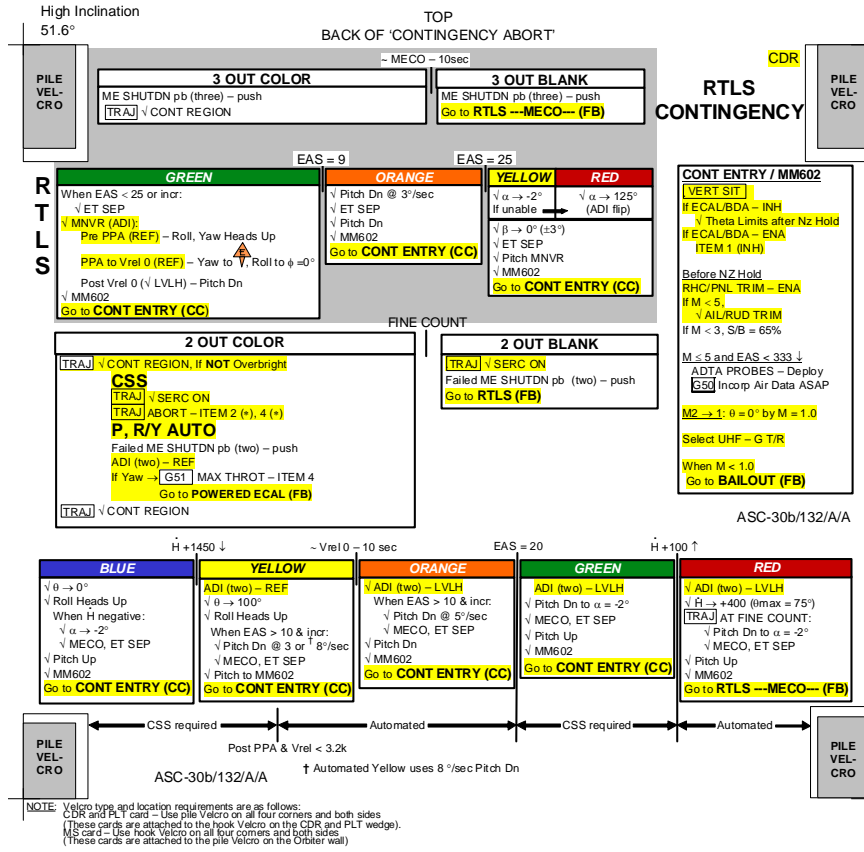 High Inclination
51.6°
TOP
BACK OF 'CONTINGENCY ABORT'
CDR
PILE
VEL-
CRO
PILE
VEL-
CRO
RTLS
CONTINGENCY
~ MECO – 10sec
3 OUT COLOR
ME SHUTDN pb (three) – push
TRAJ √ CONT REGION
3 OUT BLANK
ME SHUTDN pb (three) – push
Go to RTLS ---MECO--- (FB)
R
T
L
S
EAS = 9
EAS = 25
GREEN
When EAS < 25 or incr:
√ ET SEP
√ MNVR (ADI):
Pre PPA (REF) – Roll, Yaw Heads Up
PPA to Vrel 0 (REF) – Yaw to E, Roll to ϕ =0°
Post Vrel 0 (√ LVLH) – Pitch Dn
√ MM602
Go to CONT ENTRY (CC)
ORANGE
√ Pitch Dn @ 3°/sec
√ ET SEP
√ Pitch Dn
√ MM602
Go to CONT ENTRY (CC)
YELLOW RED
√ α → -2° √ α → 125°
If unable → (ADI flip)
√ β → 0° (±3°)
√ ET SEP
√ Pitch MNVR
√ MM602
Go to CONT ENTRY (CC)
CONT ENTRY / MM602
VERT SIT
If ECAL/BDA – INH
√ Theta Limits after Nz Hold
If ECAL/BDA – ENA
ITEM 1 (INH)
Before NZ Hold
RHC/PNL TRIM – ENA
If M < 5,
√ AIL/RUD TRIM
If M < 3, S/B = 65%
M ≤ 5 and EAS < 333 ↓
ADTA PROBES – Deploy
G50 Incorp Air Data ASAP
M2 → 1: θ = 0° by M = 1.0
Select UHF – G T/R
When M < 1.0
Go to BAILOUT (FB)
ASC-30b/132/A/A
FINE COUNT
2 OUT COLOR
TRAJ √ CONT REGION, If NOT Overbright
CSS
TRAJ √ SERC ON
TRAJ ABORT – ITEM 2 (*), 4 (*)
P, R/Y AUTO
Failed ME SHUTDN pb (two) – push
ADI (two) – REF
If Yaw → G51 MAX THROT – ITEM 4
Go to POWERED ECAL (FB)
TRAJ √ CONT REGION
2 OUT BLANK
TRAJ √ SERC ON
Failed ME SHUTDN pb (two) – push
Go to RTLS (FB)
Ḣ +1450 ↓
~ Vrel 0 – 10 sec
EAS = 20
Ḣ +100 ↑
BLUE
√ θ → 0°
√ Roll Heads Up
When Ḣ negative:
√ α → -2°
√ MECO, ET SEP
√ Pitch Up
√ MM602
Go to CONT ENTRY (CC)
YELLOW
ADI (two) – REF
√ θ → 100°
√ Roll Heads Up
When EAS > 10 & incr:
√ Pitch Dn @ 3 or † 8°/sec
√ MECO, ET SEP
√ Pitch to MM602
Go to CONT ENTRY (CC)
ORANGE
√ ADI (two) – LVLH
When EAS > 10 & incr:
√ Pitch Dn @ 5°/sec
√ MECO, ET SEP
√ Pitch Dn
√ MM602
Go to CONT ENTRY (CC)
GREEN
√ ADI (two) – LVLH
√ Pitch Dn to α = -2°
√ MECO, ET SEP
√ Pitch Up
√ MM602
Go to CONT ENTRY (CC)
RED
√ ADI (two) – LVLH
√ Ḣ → +400 (θmax = 75°)
TRAJ AT FINE COUNT:
√ Pitch Dn to α = -2°
√ MECO, ET SEP
√ Pitch Up
√ MM602
Go to RTLS ---MECO--- (FB)
CSS required
Automated
CSS required
Automated
PILE
VEL-
CRO
PILE
VEL-
CRO
Post PPA & Vrel < 3.2k
† Automated Yellow uses 8 °/sec Pitch Dn
ASC-30b/132/A/A
NOTE: Velcro type and location requirements are as follows:
CDR and PLT card – Use pile Velcro on all four corners and both sides
(These cards are attached to the hook Velcro on the CDR and PLT wedge).
MS card – Use hook Velcro on all four corners and both sides
(These cards are attached to the pile Velcro on the Orbiter wall)